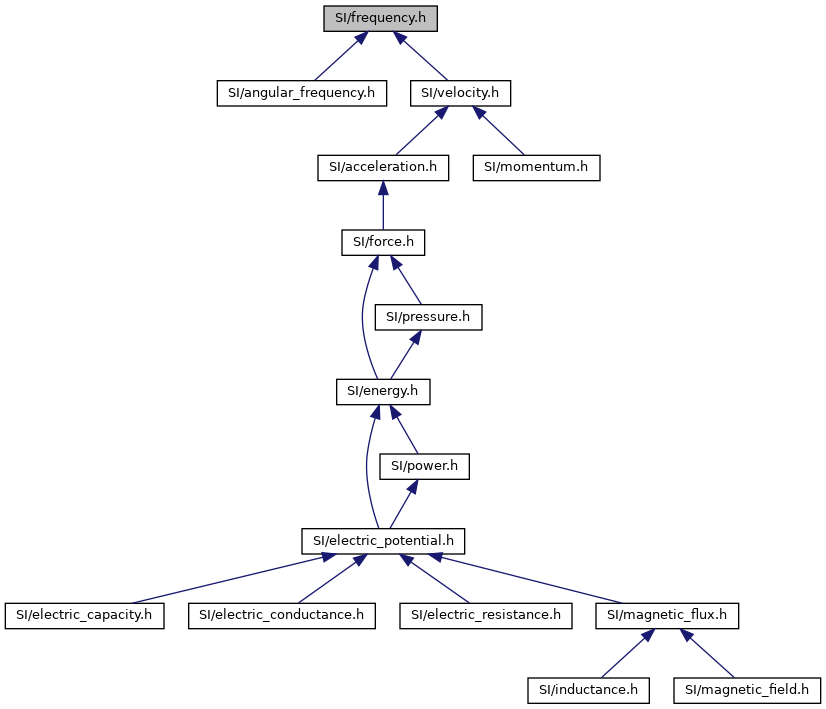 SI/frequency.h
SI/angular_frequency.h
SI/velocity.h
SI/acceleration.h
SI/momentum.h
SI/force.h
SI/pressure.h
SI/energy.h
SI/power.h
SI/electric_potential.h
SI/electric_capacity.h
SI/electric_conductance.h
SI/electric_resistance.h
SI/magnetic_flux.h
SI/inductance.h
SI/magnetic_field.h